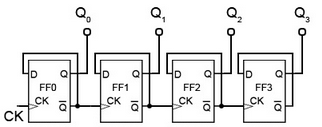 Q₀ Q₁ Q₂ Q₃
D Q D Q D Q D Q
FF0 FF1 FF2 FF3
CK CK CK CK
CK Q̅ Q̅ Q̅ Q̅